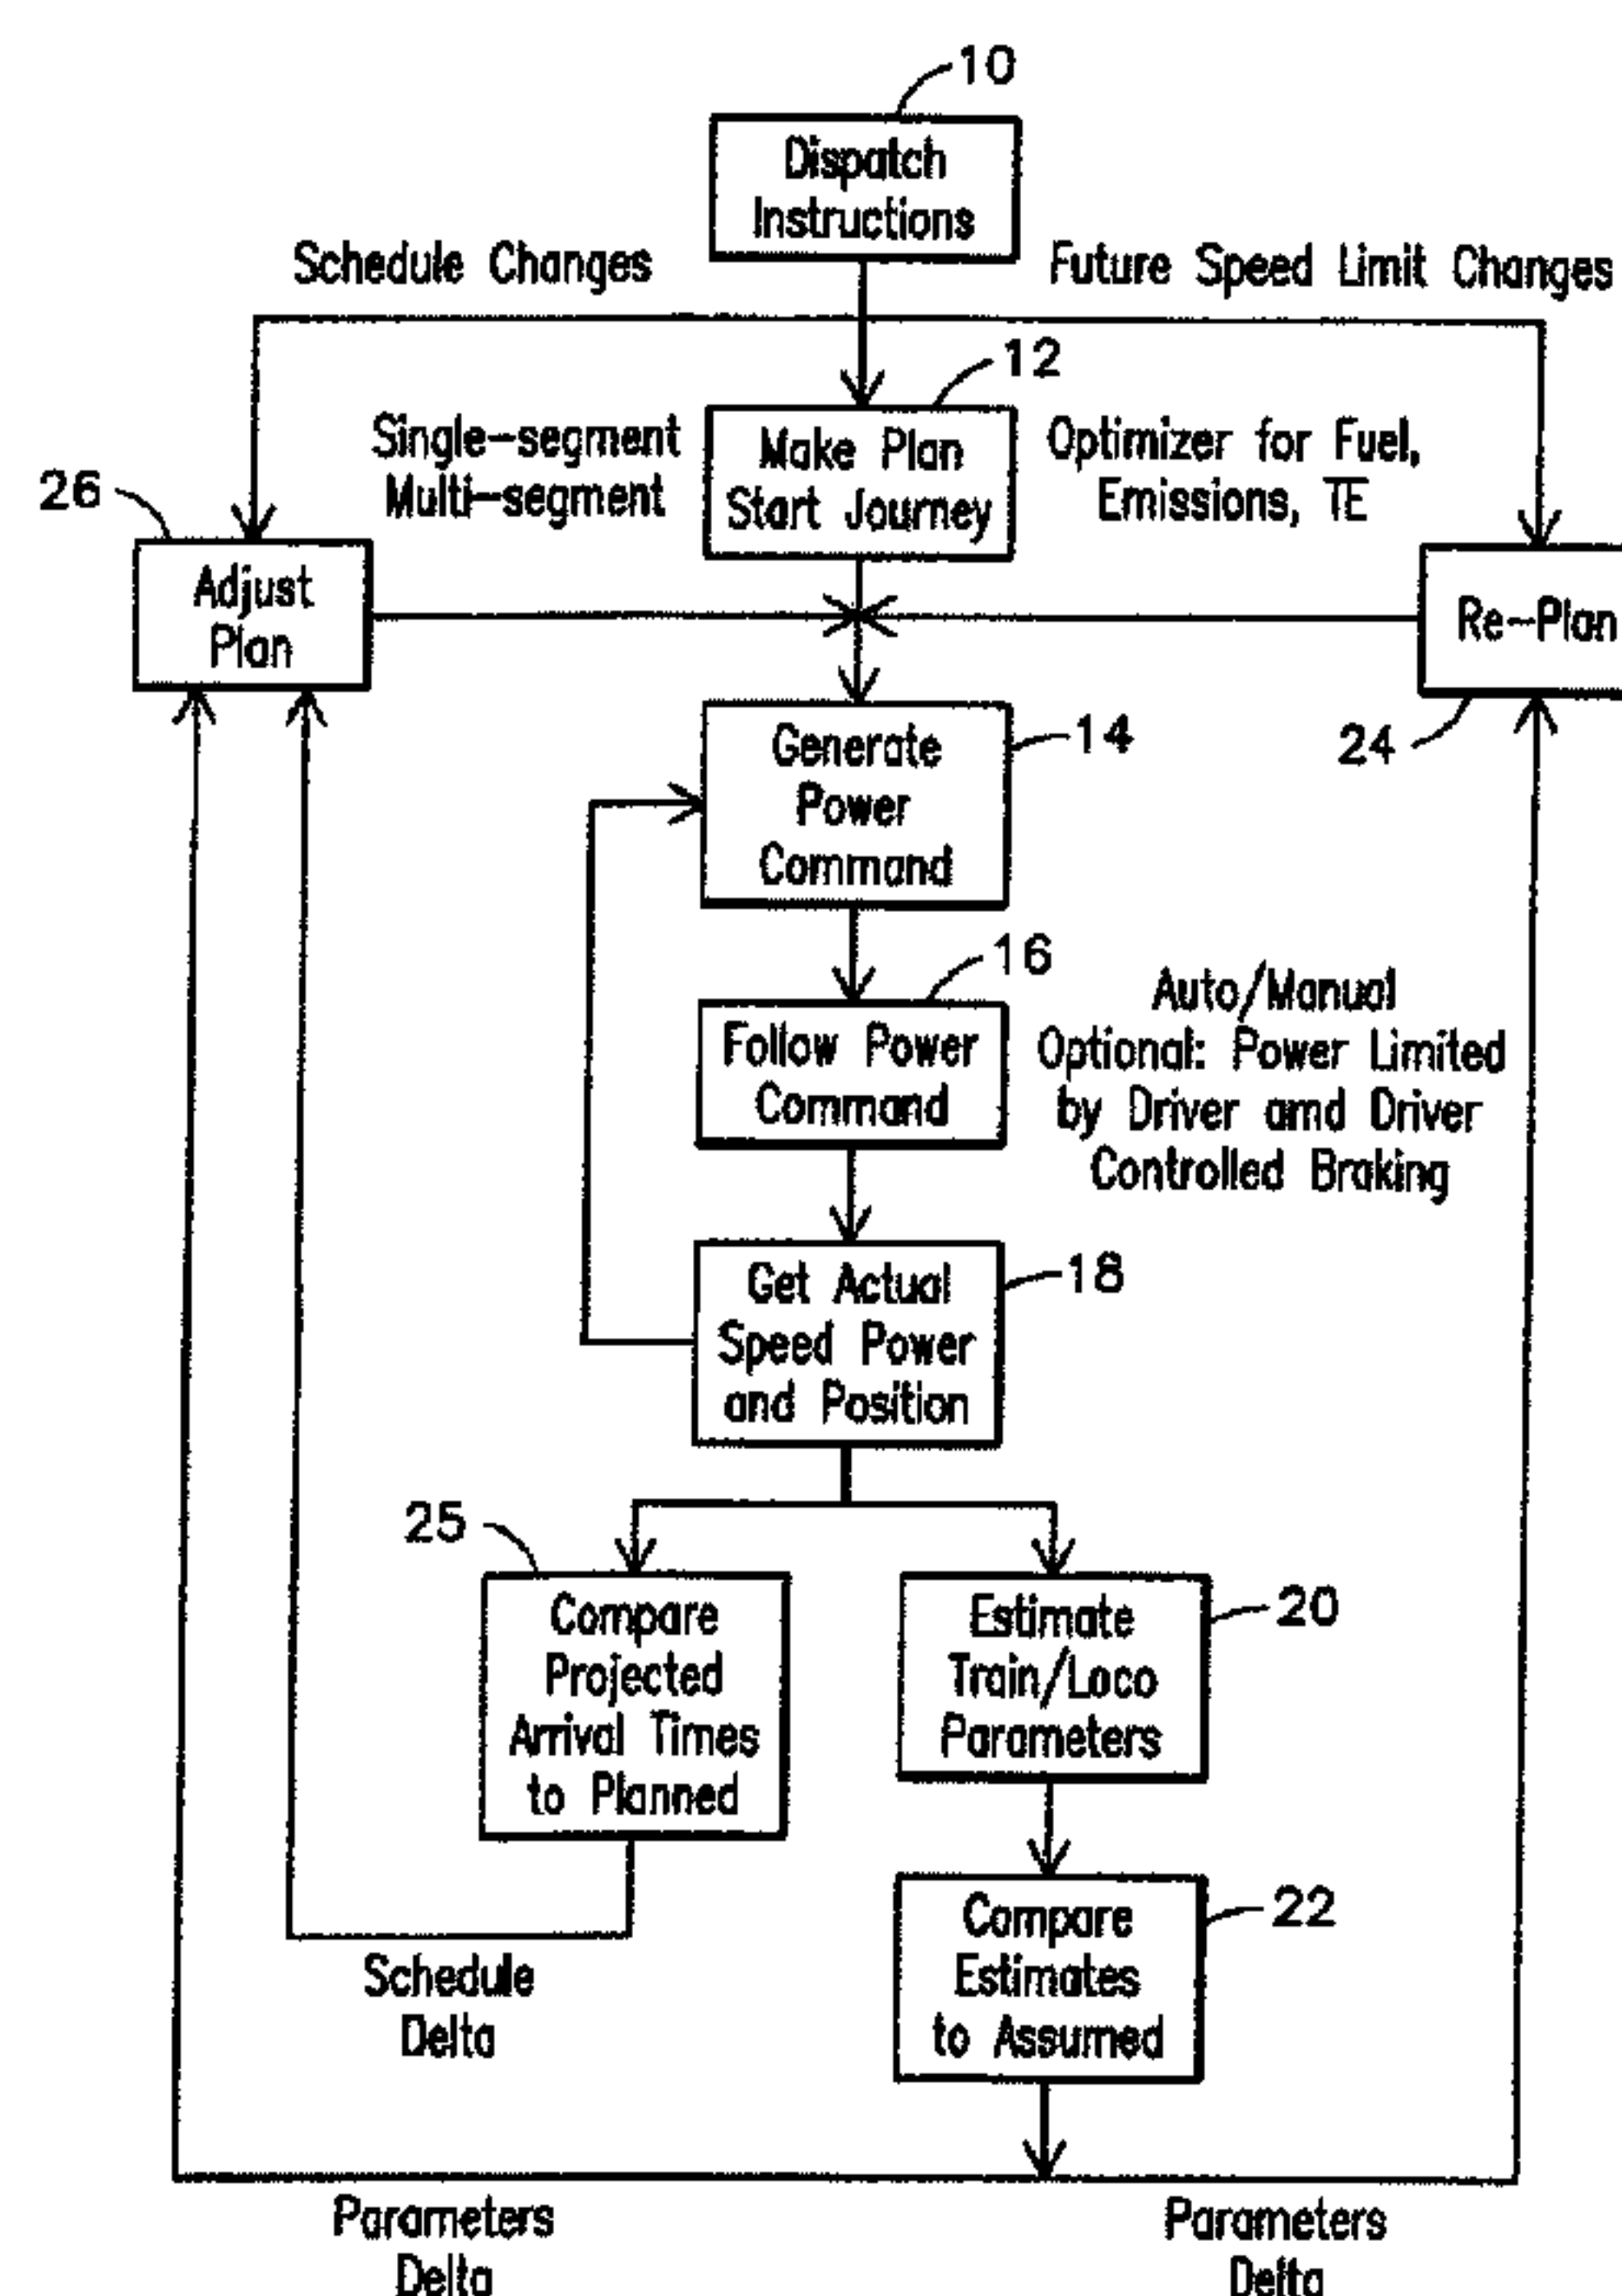 10
Dispatch
Instructions
Schedule Changes
Future Speed Limit Changes
12
Single-segment
Multi-segment
Make Plan
Start Journey
Optimizer for Fuel,
Emissions, TE
26
Adjust
Plan
Re-Plan
24
Generate
Power
Command
14
16
Follow Power
Command
Auto/Manual
Optional: Power Limited
by Driver amd Driver
Controlled Braking
Get Actual
Speed Power
and Position
18
25
Compare
Projected
Arrival Times
to Planned
Estimate
Train/Loco
Parameters
20
Compare
Estimates
to Assumed
22
Schedule
Delta
Parameters
Delta
Parameters
Delta